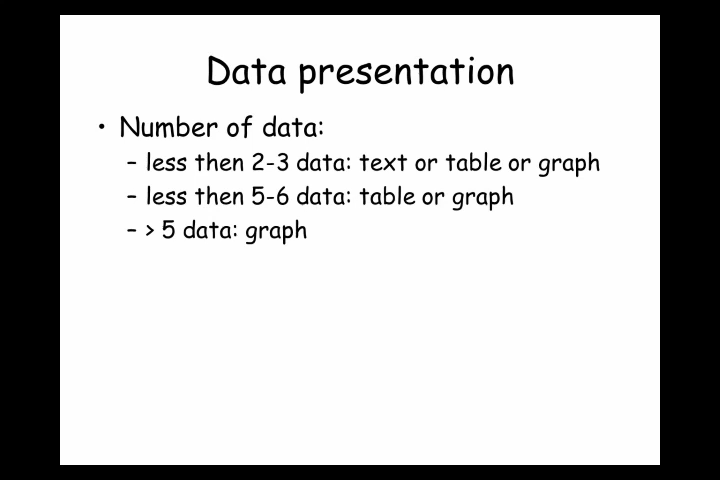 Data presentation
• Number of data:
– less then 2-3 data: text or table or graph
– less then 5-6 data: table or graph
– > 5 data: graph